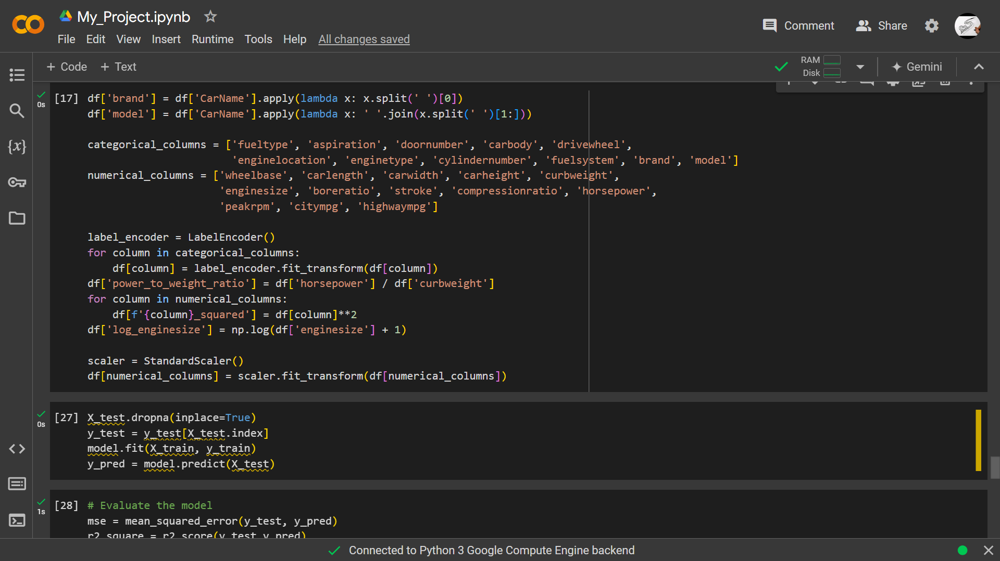 My_Project.ipynb
Comment
Share
File Edit View Insert Runtime Tools Help All changes saved
+ Code + Text
RAM
Disk
Gemini
0s
[17] df['brand'] = df['CarName'].apply(lambda x: x.split(' ')[0])
df['model'] = df['CarName'].apply(lambda x: ' '.join(x.split(' ')[1:]))
categorical_columns = ['fueltype', 'aspiration', 'doornumber', 'carbody', 'drivewheel',
'enginelocation', 'enginetype', 'cylindernumber', 'fuelsystem', 'brand', 'model']
numerical_columns = ['wheelbase', 'carlength', 'carwidth', 'carheight', 'curbweight',
'enginesize', 'boreratio', 'stroke', 'compressionratio', 'horsepower',
'peakrpm', 'citympg', 'highwaympg']
label_encoder = LabelEncoder()
for column in categorical_columns:
df[column] = label_encoder.fit_transform(df[column])
df['power_to_weight_ratio'] = df['horsepower'] / df['curbweight']
for column in numerical_columns:
df[f'{column}_squared'] = df[column]**2
df['log_enginesize'] = np.log(df['enginesize'] + 1)
scaler = StandardScaler()
df[numerical_columns] = scaler.fit_transform(df[numerical_columns])
0s
[27] X_test.dropna(inplace=True)
y_test = y_test[X_test.index]
model.fit(X_train, y_train)
y_pred = model.predict(X_test)
1s
[28] # Evaluate the model
mse = mean_squared_error(y_test, y_pred)
r2_square = r2_score(y_test,y_pred)
Connected to Python 3 Google Compute Engine backend